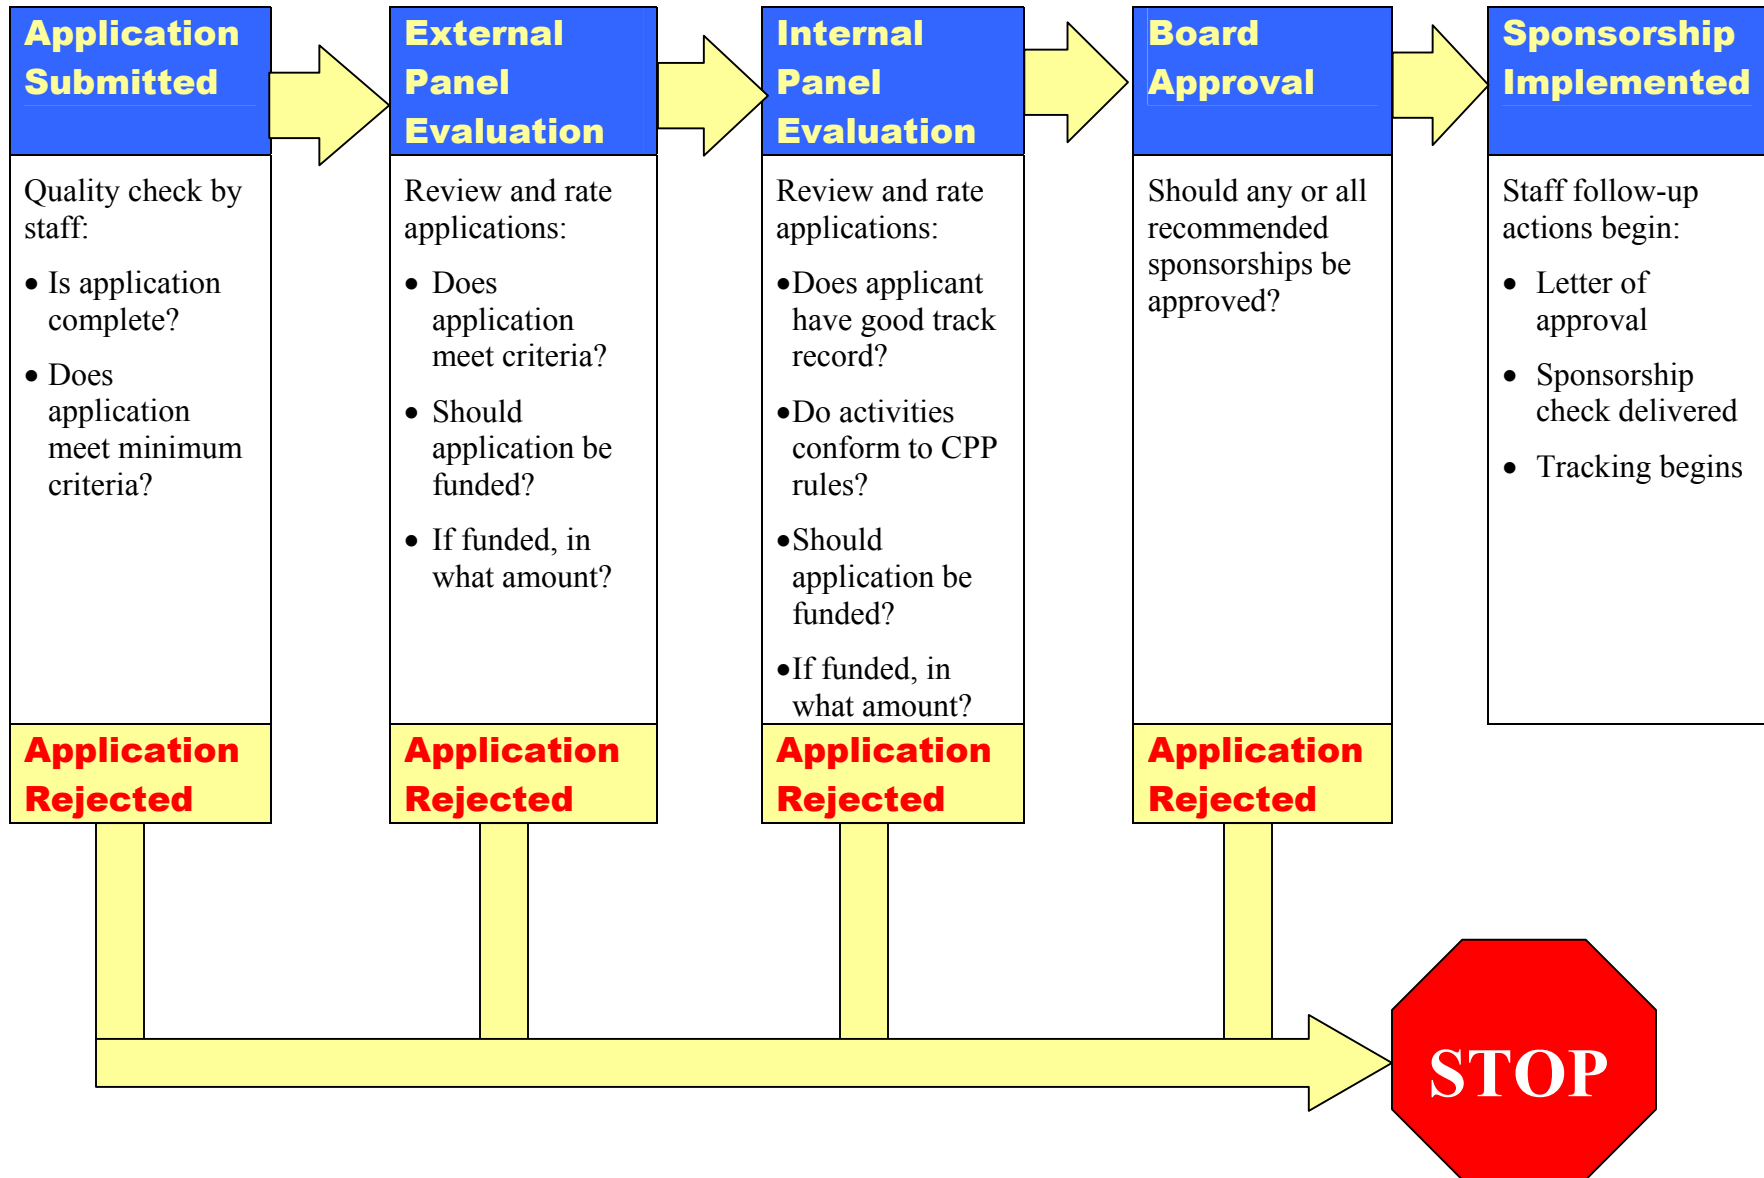 Application
Submitted
Quality check by
staff:
• Is application
complete?
• Does
application
meet minimum
criteria?
Application
Rejected
External
Panel
Evaluation
Review and rate
applications:
• Does
application
meet criteria?
• Should
application be
funded?
• If funded, in
what amount?
Application
Rejected
Internal
Panel
Evaluation
Review and rate
applications:
•Does applicant
have good track
record?
•Do activities
conform to CPP
rules?
•Should
application be
funded?
•If funded, in
what amount?
Application
Rejected
Board
Approval
Should any or all
recommended
sponsorships be
approved?
Application
Rejected
Sponsorship
Implemented
Staff follow-up
actions begin:
• Letter of
approval
• Sponsorship
check delivered
• Tracking begins
STOP